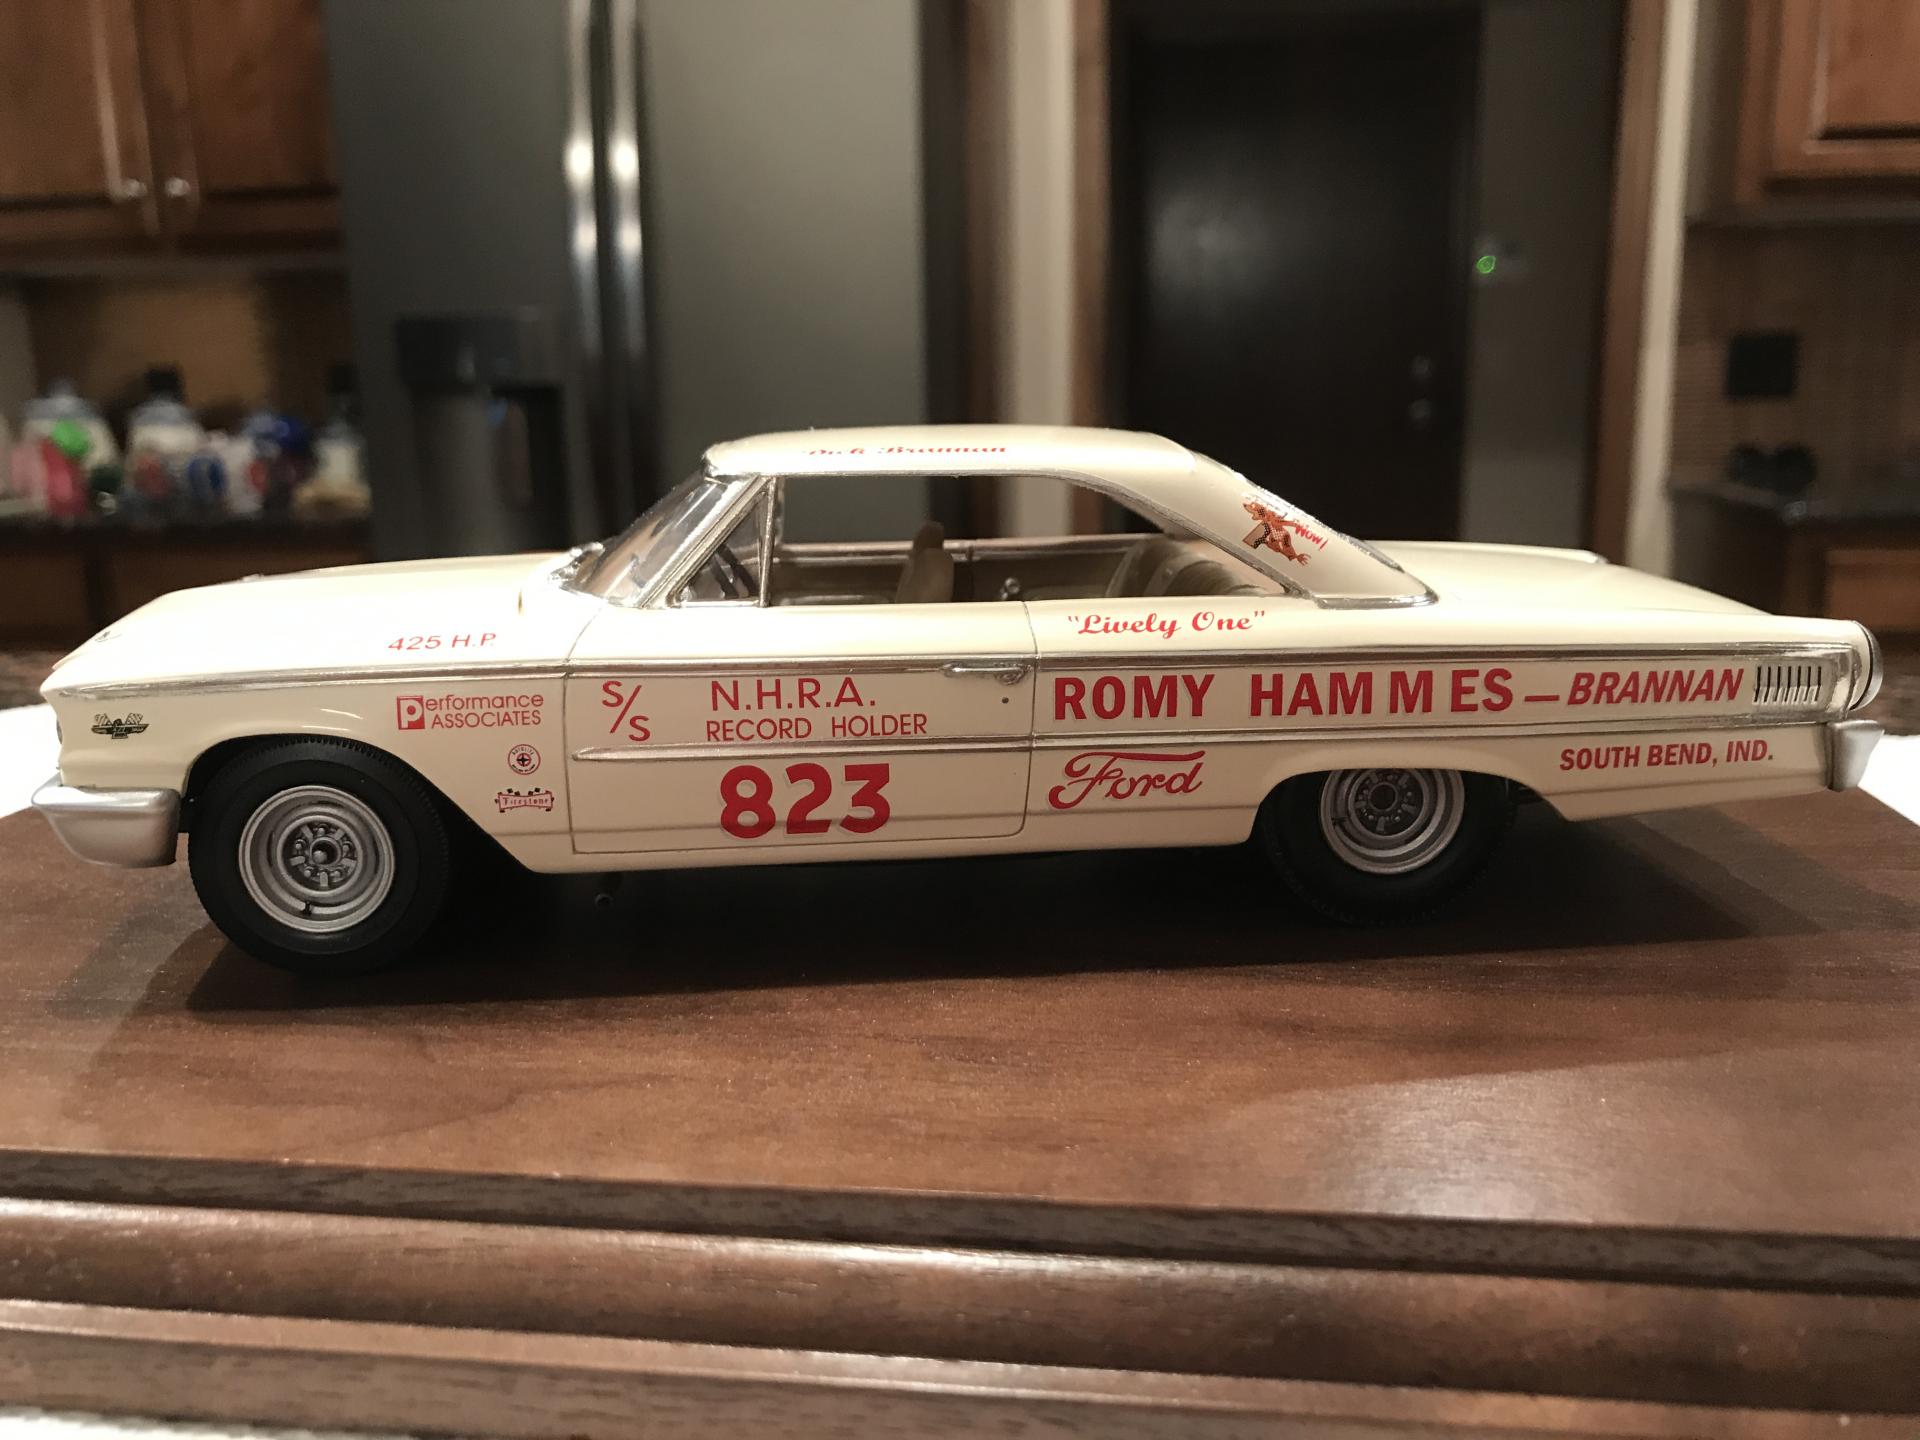 Dick Brannan
Wow!
"Lively One"
425 H.P.
Performance
ASSOCIATES
S/S
N.H.R.A.
RECORD HOLDER
823
ROMY HAMMES – BRANNAN
Ford
SOUTH BEND, IND.
Firestone